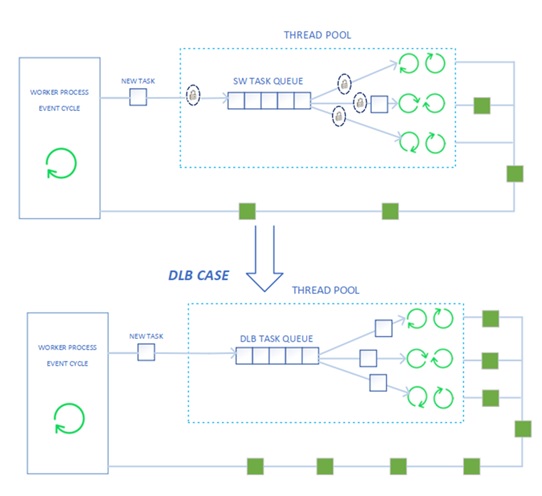 THREAD POOL
WORKER PROCESS
EVENT CYCLE
NEW TASK
SW TASK QUEUE
DLB CASE
THREAD POOL
WORKER PROCESS
EVENT CYCLE
NEW TASK
DLB TASK QUEUE